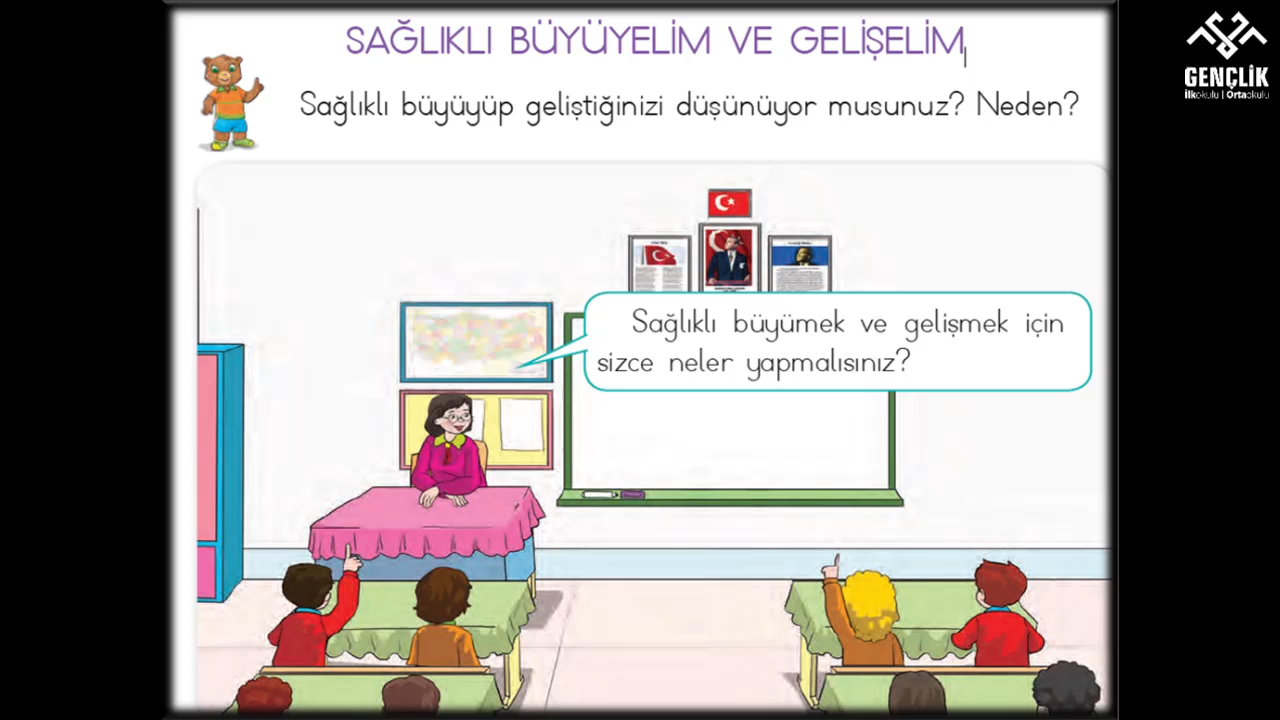 SAĞLIKLI BÜYÜYELİM VE GELİŞELİM
GENÇLİK
İlkokulu | Ortaokulu
Sağlıklı büyüyüp geliştiğinizi düşünüyor musunuz? Neden?
Sağlıklı büyümek ve gelişmek için
sizce neler yapmalısınız?